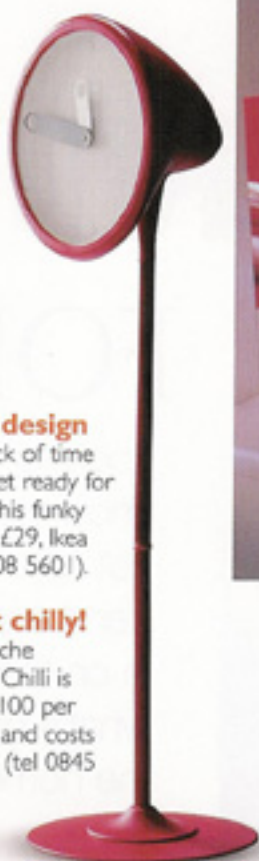 design
ck of time
et ready for
his funky
£29, Ikea
08 5601).
t chilly!
che
Chilli is
100 per
and costs
(tel 0845